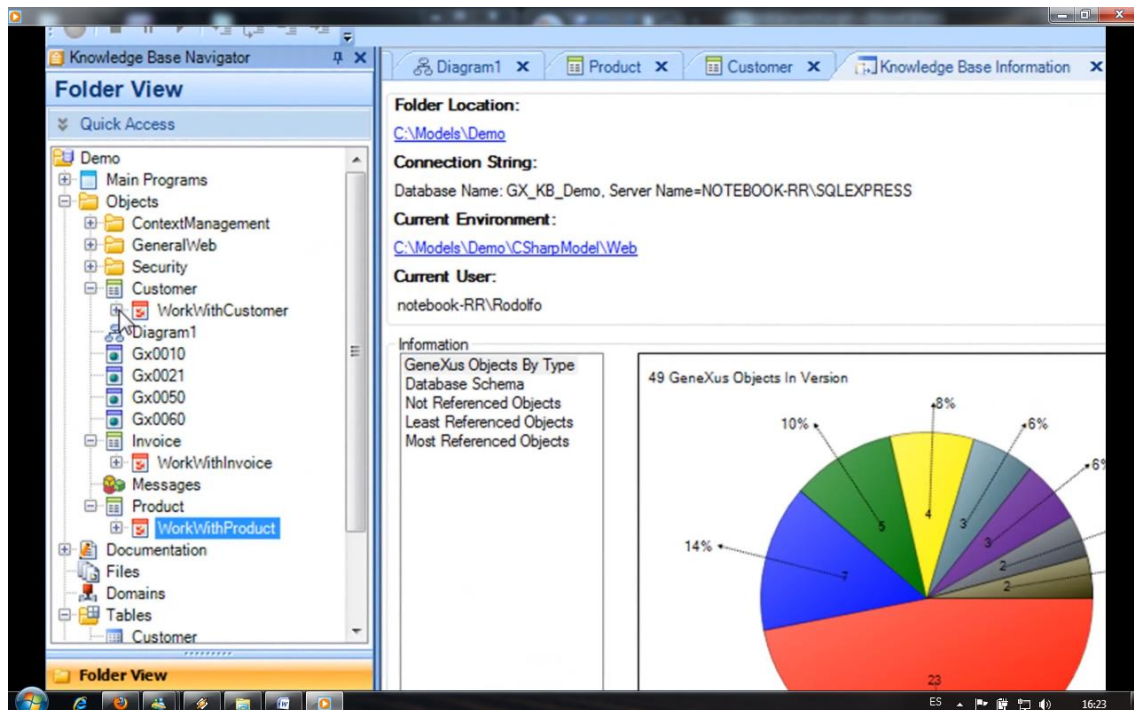 Knowledge Base Navigator
Folder View
Quick Access
Demo
Main Programs
Objects
ContextManagement
GeneralWeb
Security
Customer
WorkWithCustomer
Diagram1
Gx0010
Gx0021
Gx0050
Gx0060
Invoice
WorkWithInvoice
Messages
Product
WorkWithProduct
Documentation
Files
Domains
Tables
Customer
Folder View
Diagram1 Product Customer Knowledge Base Information
Folder Location:
C:\Models\Demo
Connection String:
Database Name: GX_KB_Demo, Server Name=NOTEBOOK-RR\SQLEXPRESS
Current Environment:
C:\Models\Demo\CSharpModel\Web
Current User:
notebook-RR\Rodolfo
Information
GeneXus Objects By Type
Database Schema
Not Referenced Objects
Least Referenced Objects
Most Referenced Objects
49 GeneXus Objects In Version
8%
10%
6%
6%
14%
7
5
4
3
3
2
2
23
ES 16:23